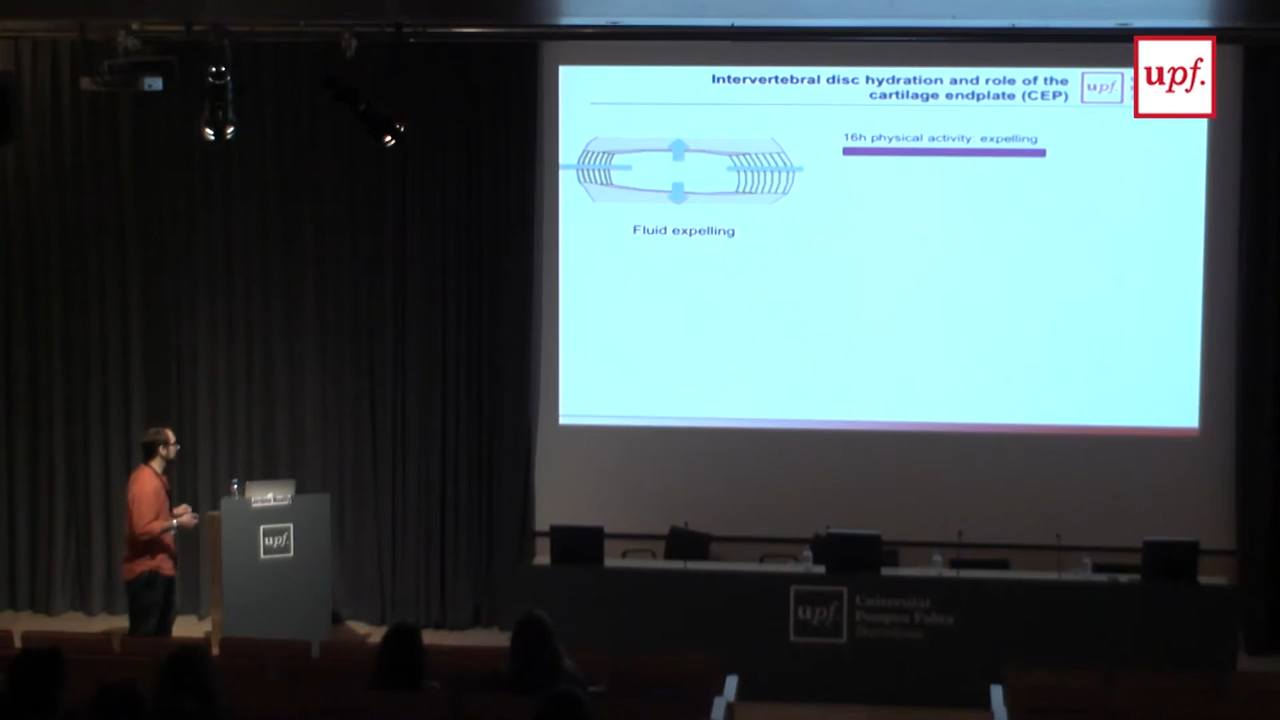 Intervertebral disc hydration and role of the
cartilage endplate (CEP)
upf.
upf.
16h physical activity: expelling
Fluid expelling
upf.
upf.
Universitat
Pompeu Fabra
Barcelona